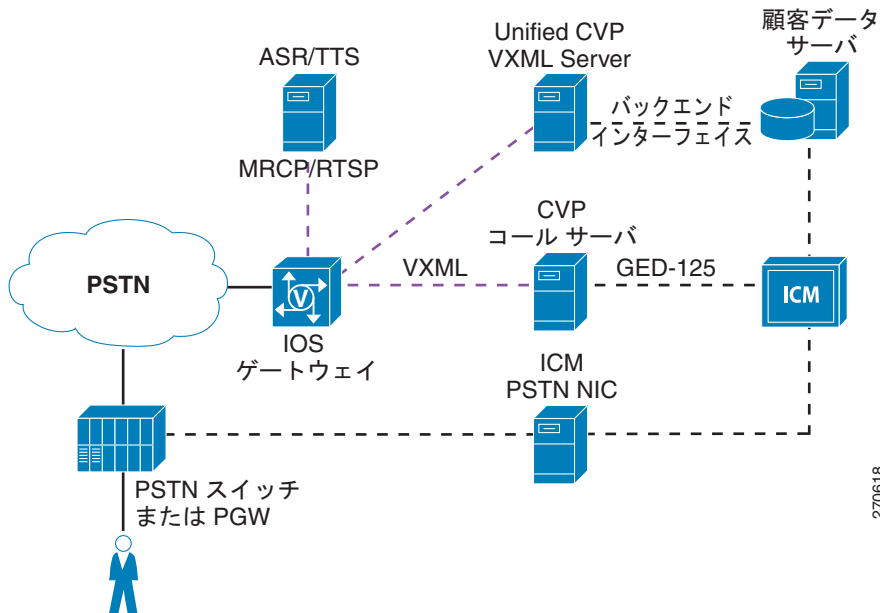 顧客データ
サーバ
Unified CVP
VXML Server
ASR/TTS
バックエンド
インターフェイス
MRCP/RTSP
CVP
コール サーバ
VXML
GED-125
PSTN
V
ICM
IOS
ゲートウェイ
ICM
PSTN NIC
PSTN スイッチ
または PGW
270618